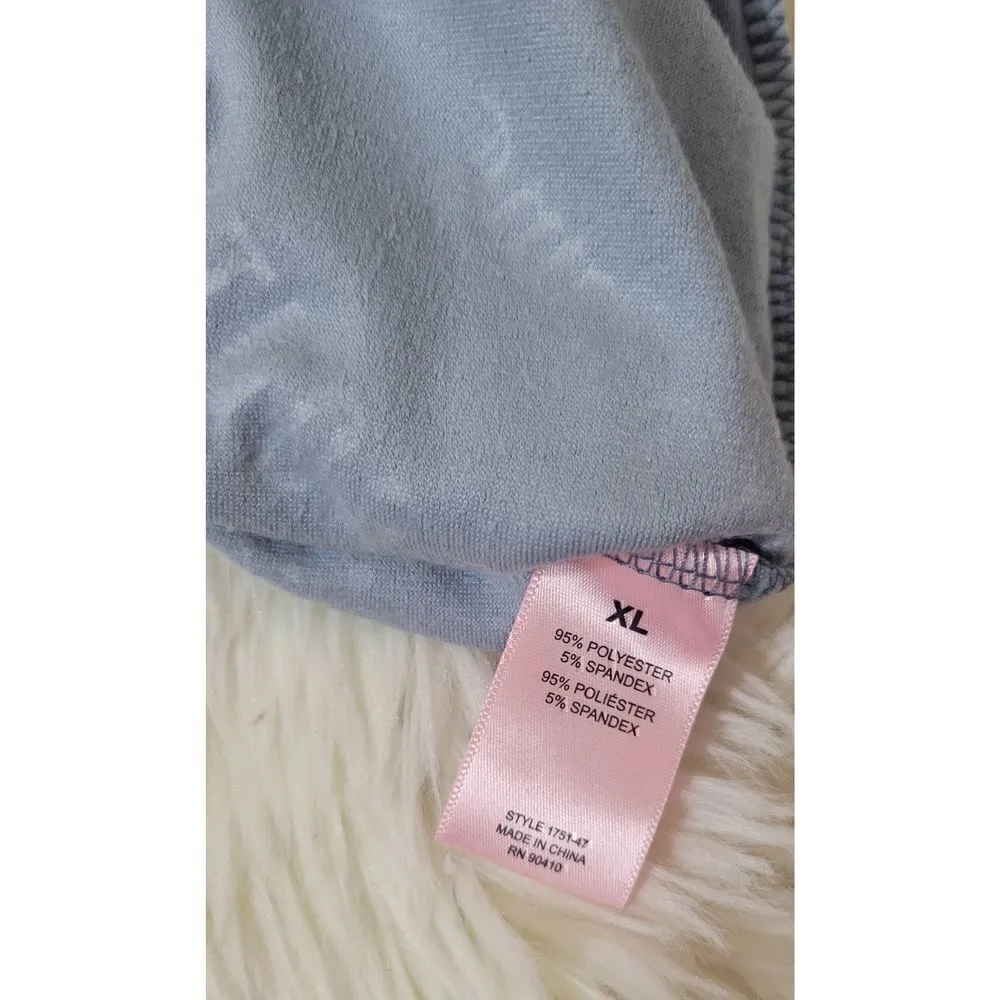 XL
95% POLYESTER
5% SPANDEX
95% POLIÉSTER
5% SPANDEX
STYLE 1751-47
MADE IN CHINA
RN 90410